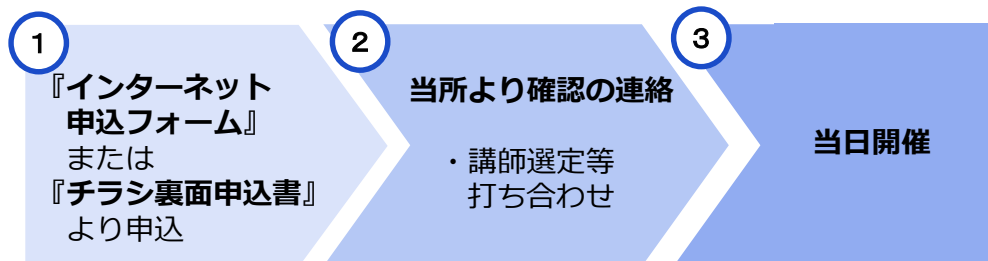 1
『インターネット
申込フォーム』
または
『チラシ裏面申込書』
より申込
2
当所より確認の連絡
・講師選定等
打ち合わせ
3
当日開催